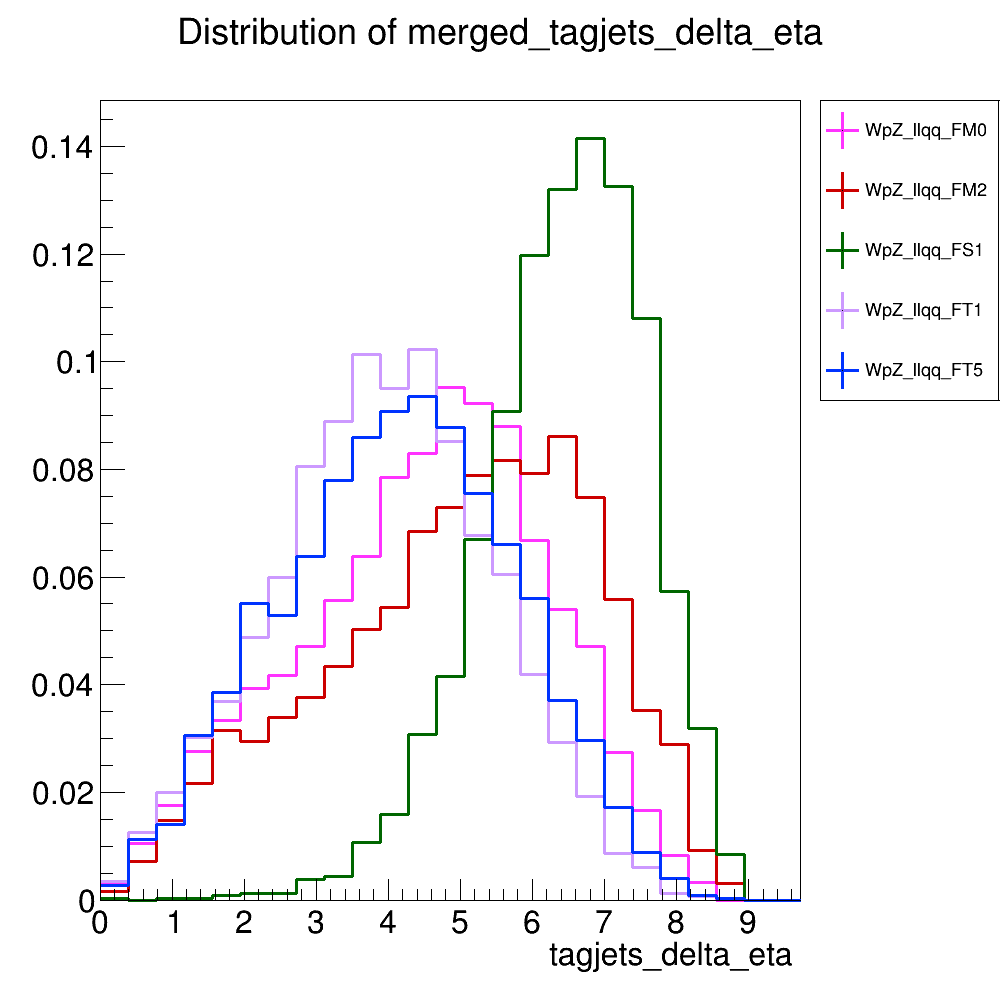 Distribution of merged_tagjets_delta_eta
WpZ_llqq_FM0
WpZ_llqq_FM2
WpZ_llqq_FS1
WpZ_llqq_FT1
WpZ_llqq_FT5
0.14
0.12
0.1
0.08
0.06
0.04
0.02
0
0 1 2 3 4 5 6 7 8 9
tagjets_delta_eta